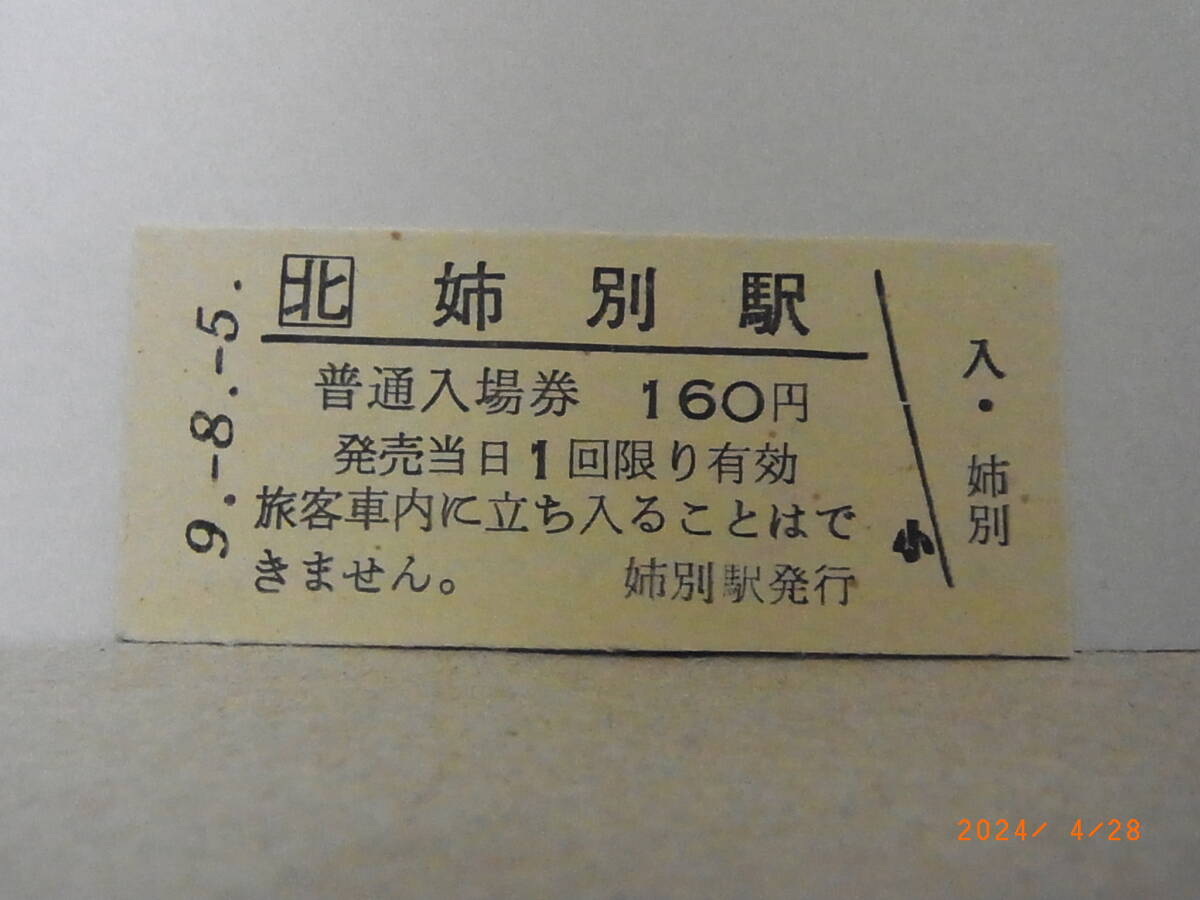 9.-8.-5.
北 姉別駅
普通入場券 160円
発売当日1回限り有効
旅客車内に立ち入ることはで
きません。 姉別駅発行
小
入・姉別
2024/ 4/28